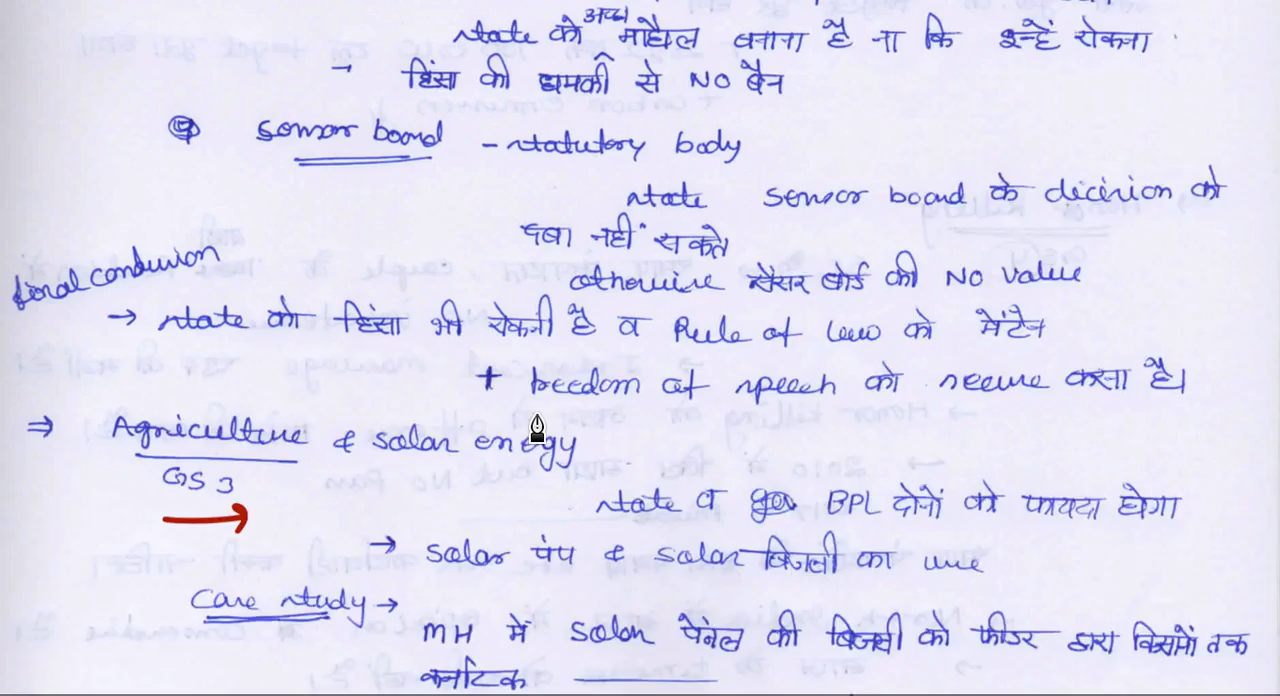 state को अच्छा माहौल बनाना है ना कि इन्हें रोकना
→ हिंसा की धमकी से NO बैन
sensor board - statutory body
state sensor board के dicision को
दबा नहीं सकते
otherwise सेंसर बोर्ड की NO value
final conclusion
→ state को हिंसा भी रोकनी है व Rule of law को मेंटेन
+ freedom of speech को secure करना है।
⇒ Agriculture & solar energy
GS 3
state व BPL दोनों को फायदा होगा
→ solar पंप & solar बिजली का use
case study →
MH में solar पैनल की बिजली को फीडर द्वारा किसानों तक
कर्नाटक